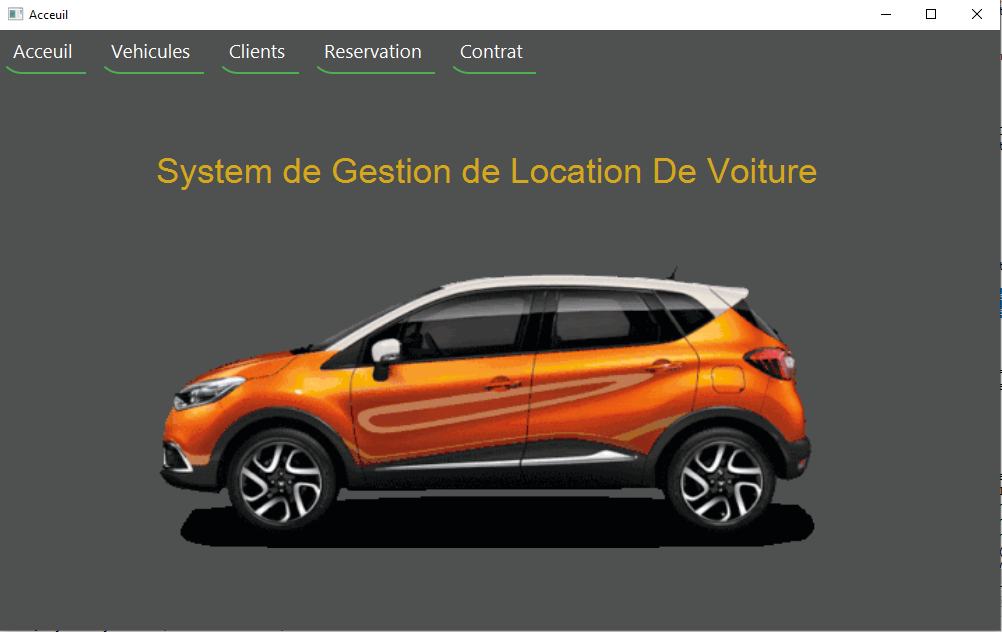 Acceuil
Acceuil Vehicules Clients Reservation Contrat
System de Gestion de Location De Voiture